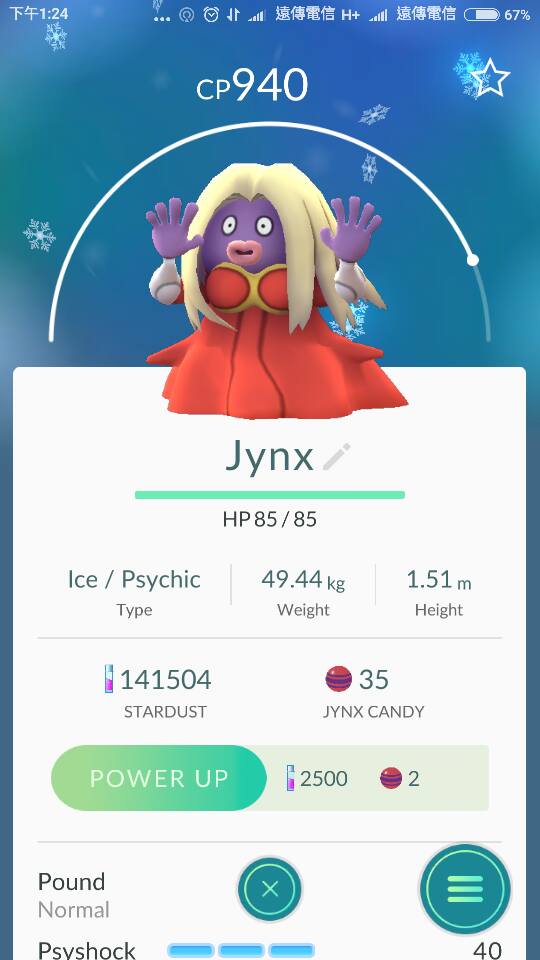 下午1:24 ... 遠傳電信 H+ 遠傳電信 67%
CP940
Jynx
HP 85 / 85
Ice / Psychic 49.44 kg 1.51 m
Type Weight Height
141504 35
STARDUST JYNX CANDY
POWER UP 2500 2
Pound
Normal
Psyshock 40